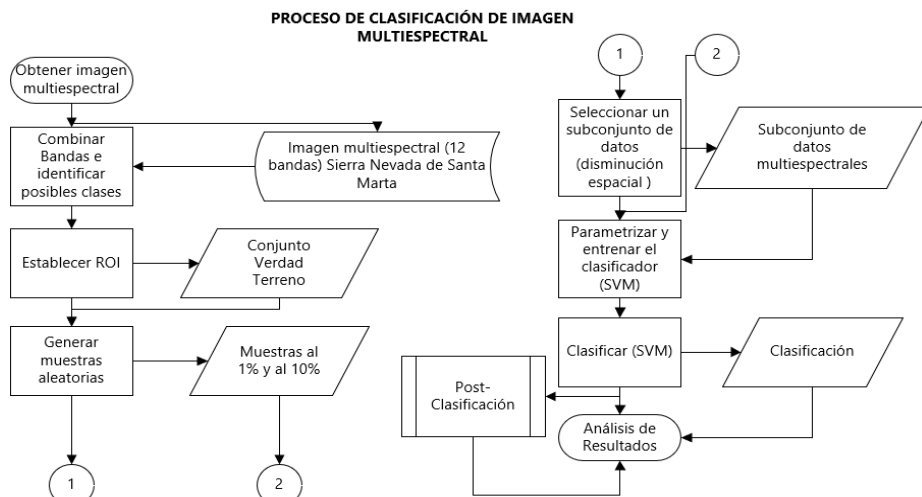 PROCESO DE CLASIFICACIÓN DE IMAGEN
MULTIESPECTRAL
Obtener imagen
multiespectral
Combinar
Bandas e
identificar
posibles clases
Imagen multiespectral (12
bandas) Sierra Nevada de Santa
Marta
Establecer ROI
Conjunto
Verdad
Terreno
Generar
muestras
aleatorias
Muestras al
1% y al 10%
1
2
1
2
Seleccionar un
subconjunto de
datos
(disminución
espacial )
Subconjunto de
datos
multiespectrales
Parametrizar y
entrenar el
clasificador
(SVM)
Clasificar (SVM)
Clasificación
Post-
Clasificación
Análisis de
Resultados